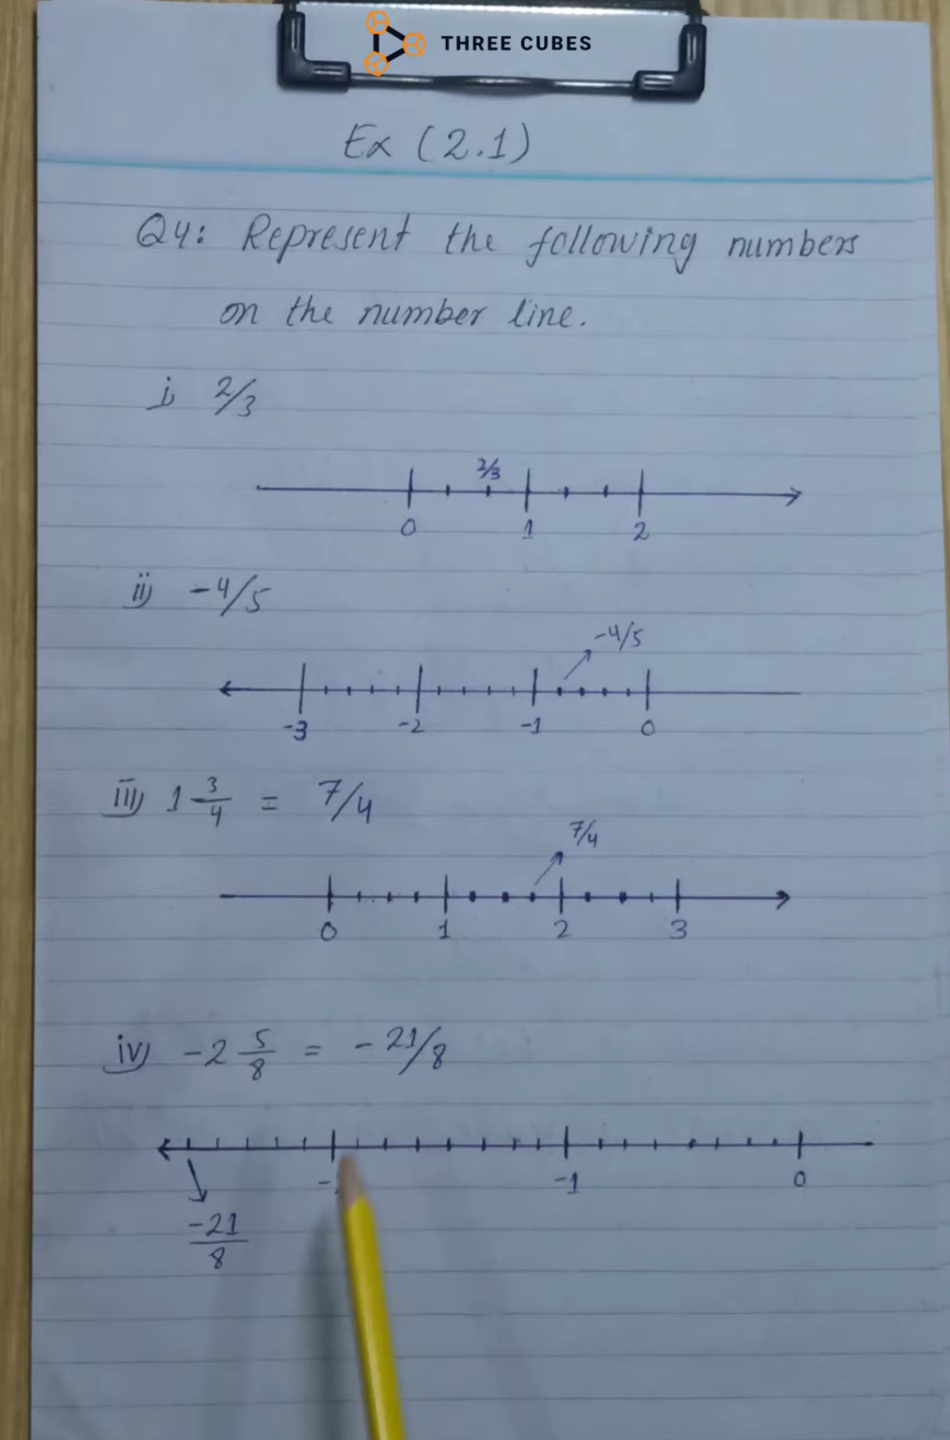 THREE CUBES
Ex (2.1)
Q4: Represent the following numbers
on the number line.
i) 2/3
2/3
0 1 2
ii) -4/5
-4/5
-3 -2 -1 0
iii) 1 3/4 = 7/4
7/4
0 1 2 3
iv) -2 5/8 = -21/8
-1 0
-21/8